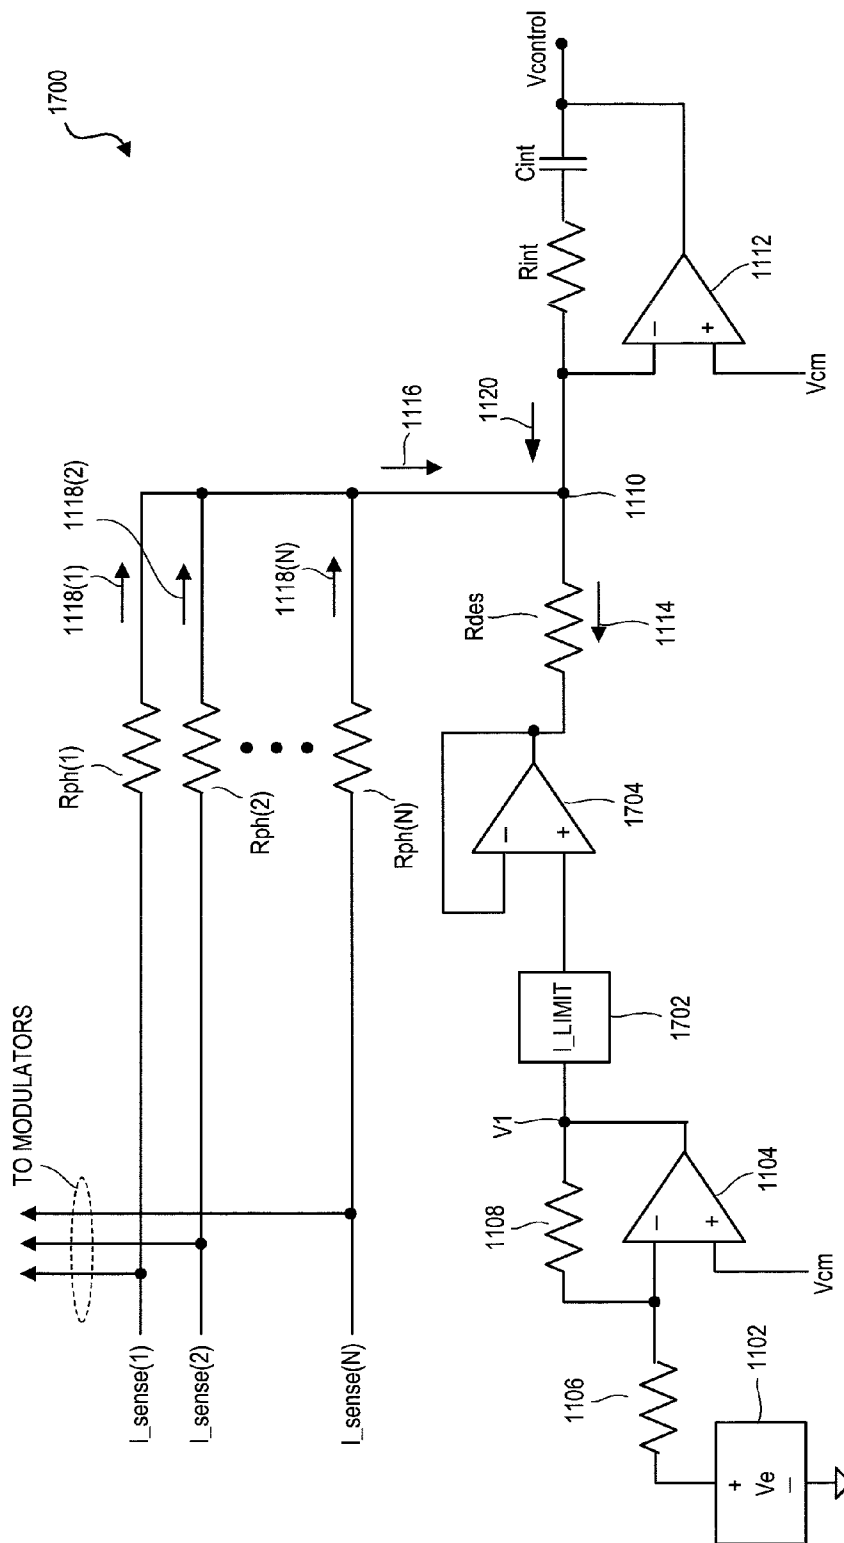 1700
TO MODULATORS
I_sense(1)
I_sense(2)
I_sense(N)
Rph(1)
Rph(2)
Rph(N)
1118(1)
1118(2)
1118(N)
1116
1120
1110
Rdes
1114
1704
I_LIMIT
1702
V1
1108
1104
−
+
Vcm
1106
1102
+
Ve
−
−
+
Rint
Cint
Vcontrol
1112
−
+
Vcm